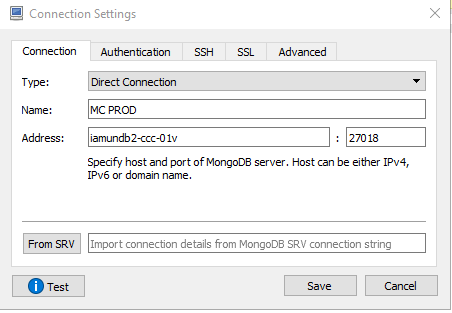 Connection Settings
Connection Authentication SSH SSL Advanced
Type: Direct Connection
Name: MC PROD
Address: iamundb2-ccc-01v : 27018
Specify host and port of MongoDB server. Host can be either IPv4,
IPv6 or domain name.
From SRV Import connection details from MongoDB SRV connection string
Test Save Cancel